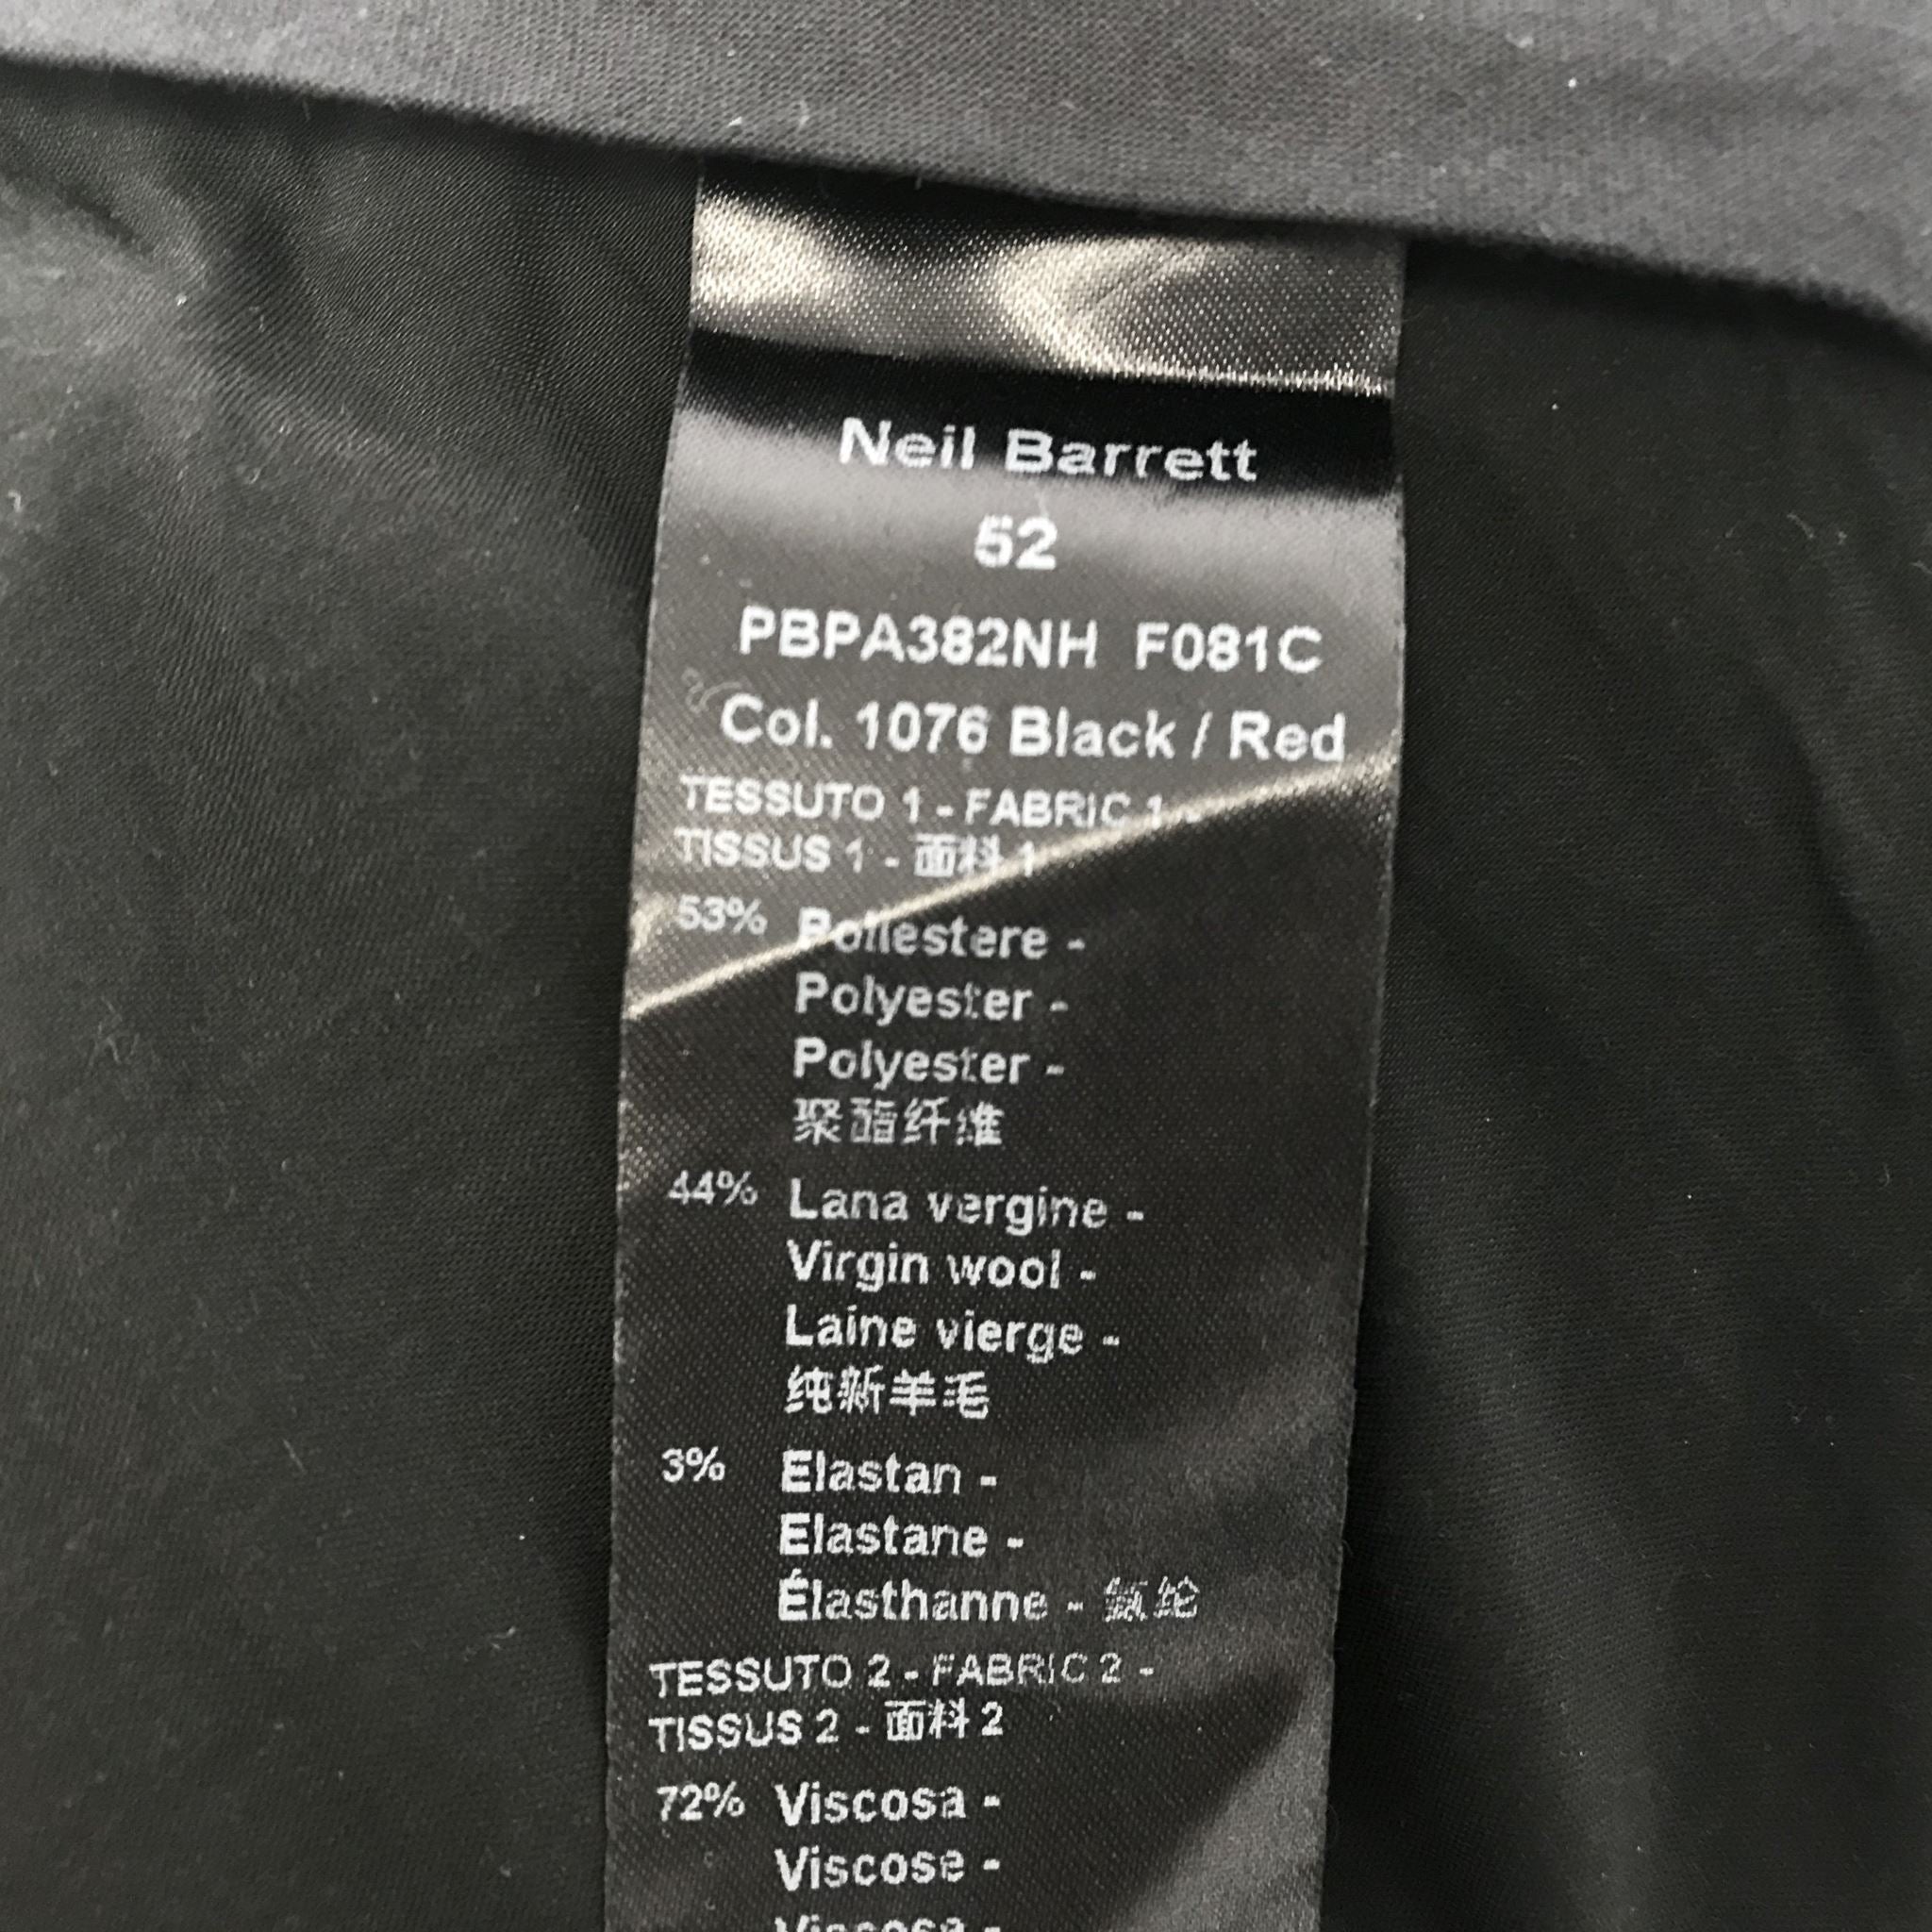 Neil Barrett
52
PBPA382NH F081C
Col. 1076 Black / Red
TESSUTO 1 - FABRIC 1 -
TISSUS 1 - 面料 1
53% Poliestere -
Polyester -
Polyester -
聚酯纤维
44% Lana vergine -
Virgin wool -
Laine vierge -
纯新羊毛
3% Elastan -
Elastane -
Élasthanne - 氨纶
TESSUTO 2 - FABRIC 2 -
TISSUS 2 - 面料 2
72% Viscosa -
Viscose -
Viscose -